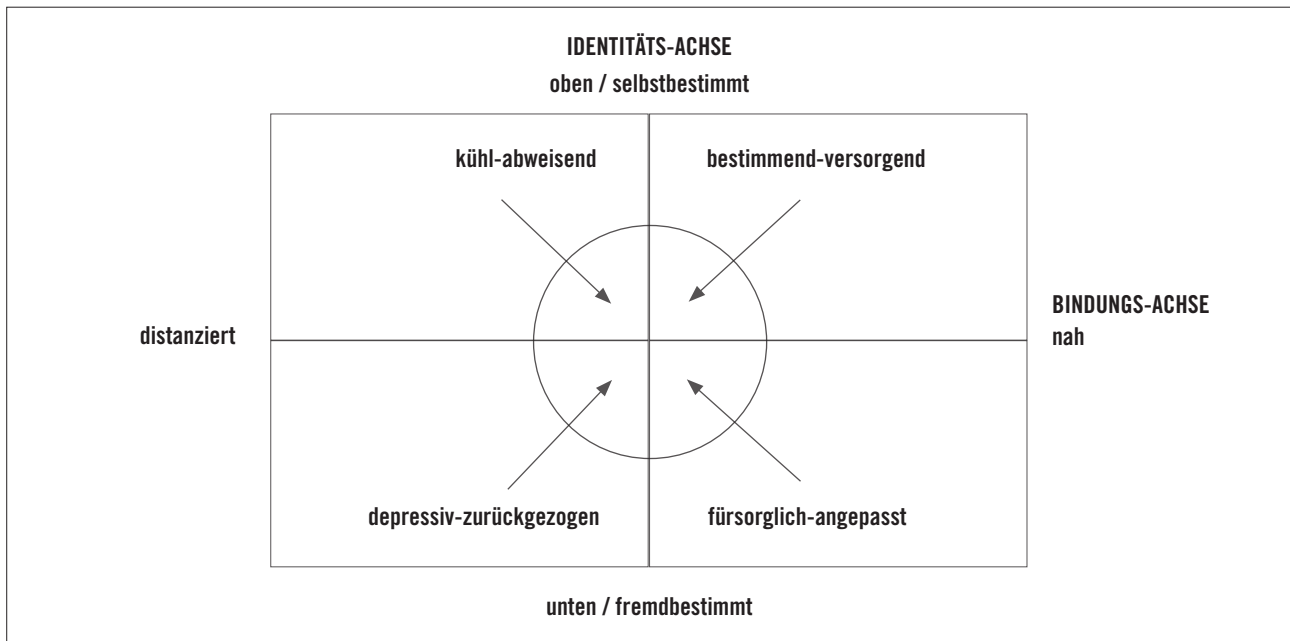 IDENTITÄTS-ACHSE
oben / selbstbestimmt
kühl-abweisend
bestimmend-versorgend
distanziert
BINDUNGS-ACHSE
nah
depressiv-zurückgezogen
fürsorglich-angepasst
unten / fremdbestimmt